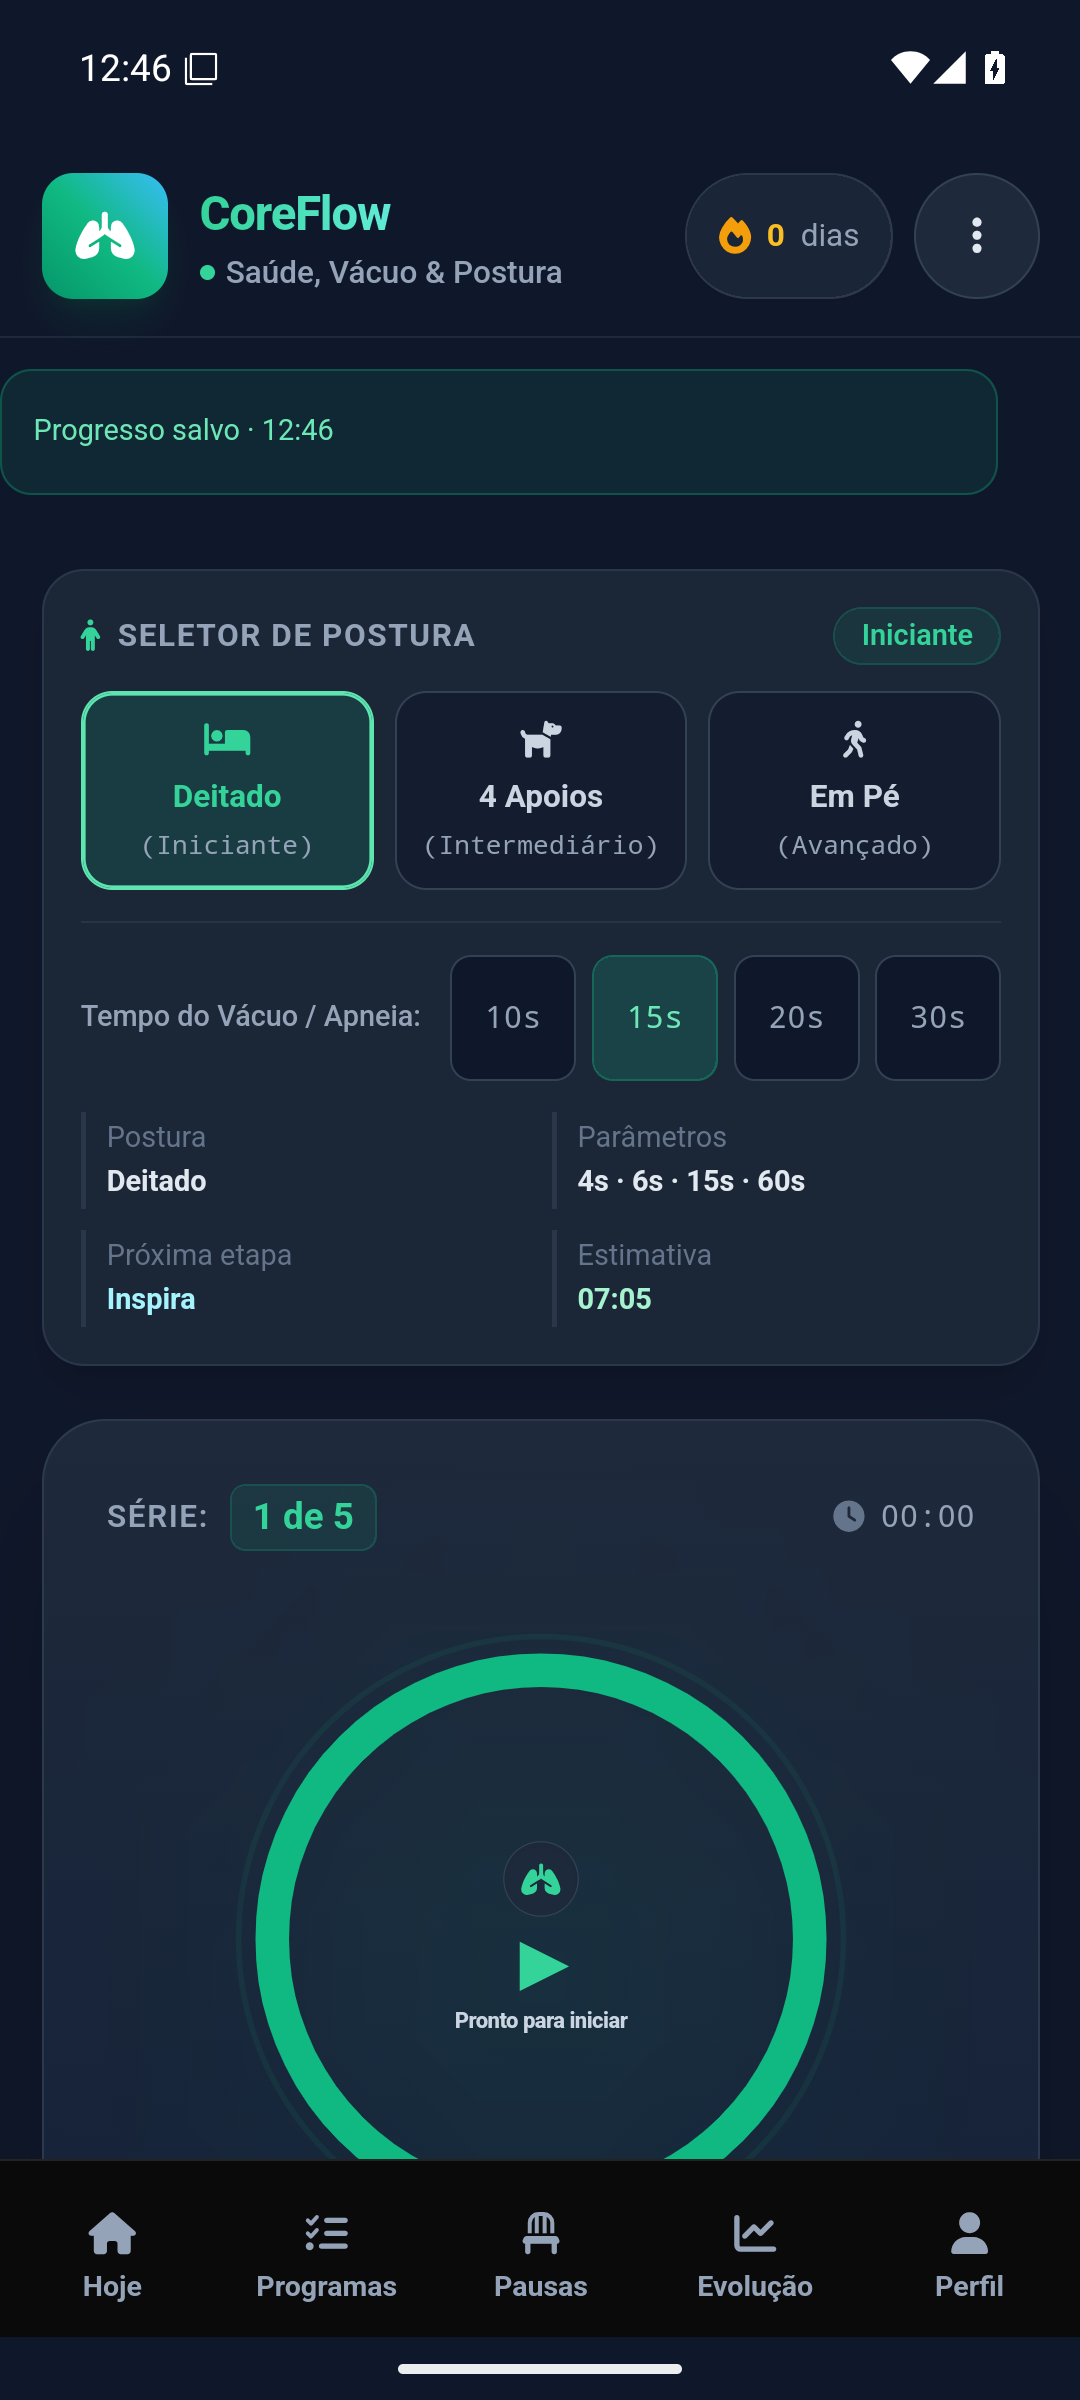 12:46
CoreFlow
Saúde, Vácuo & Postura
0 dias
Progresso salvo · 12:46
SELETOR DE POSTURA
Iniciante
Deitado
(Iniciante)
4 Apoios
(Intermediário)
Em Pé
(Avançado)
Tempo do Vácuo / Apneia:
10s
15s
20s
30s
Postura
Deitado
Parâmetros
4s · 6s · 15s · 60s
Próxima etapa
Inspira
Estimativa
07:05
SÉRIE:
1 de 5
00:00
Pronto para iniciar
Hoje
Programas
Pausas
Evolução
Perfil